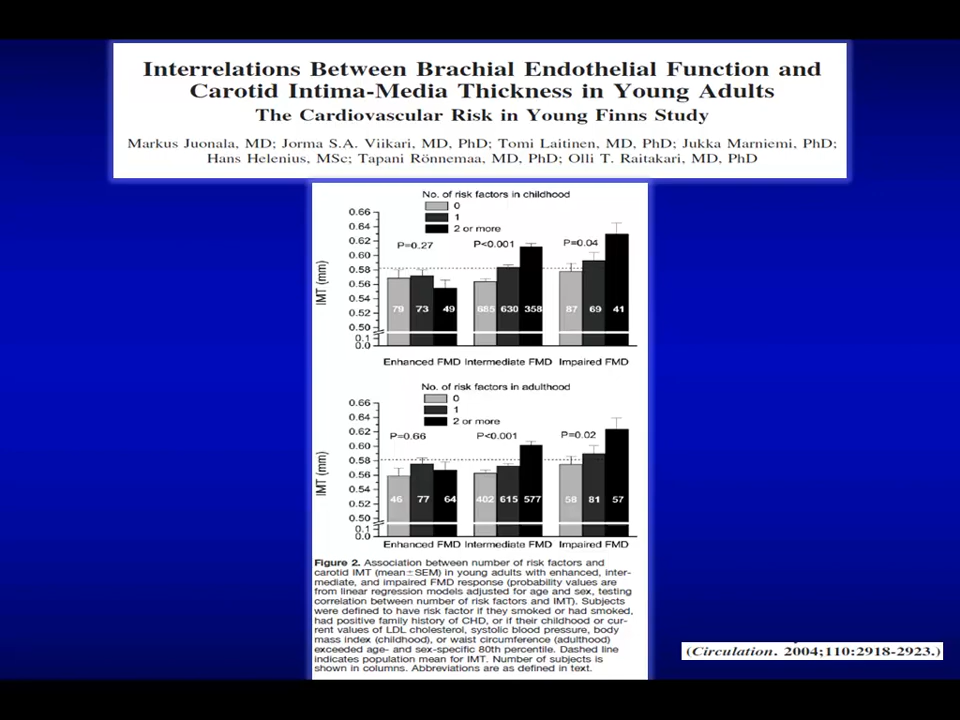 Interrelations Between Brachial Endothelial Function and
Carotid Intima-Media Thickness in Young Adults
The Cardiovascular Risk in Young Finns Study
Markus Juonala, MD; Jorma S.A. Viikari, MD, PhD; Tomi Laitinen, MD, PhD; Jukka Marniemi, PhD;
Hans Helenius, MSc; Tapani Rönnemaa, MD, PhD; Olli T. Raitakari, MD, PhD
No. of risk factors in childhood
0
1
2 or more
0.66
0.64
0.62
0.60
0.58
0.56
0.54
0.52
0.50
0.1
0.0
IMT (mm)
P=0.27
P<0.001
P=0.04
79 73 49
685 630 358
87 69 41
Enhanced FMD Intermediate FMD Impaired FMD
No. of risk factors in adulthood
0
1
2 or more
0.66
0.64
0.62
0.60
0.58
0.56
0.54
0.52
0.50
0.1
0.0
IMT (mm)
P=0.66
P<0.001
P=0.02
46 77 64
402 615 577
58 81 57
Enhanced FMD Intermediate FMD Impaired FMD
Figure 2. Association between number of risk factors and
carotid IMT (mean±SEM) in young adults with enhanced, inter-
mediate, and impaired FMD response (probability values are
from linear regression models adjusted for age and sex, testing
correlation between number of risk factors and IMT). Subjects
were defined to have risk factor if they smoked or had smoked,
had positive family history of CHD, or if their childhood or cur-
rent values of LDL cholesterol, systolic blood pressure, body
mass index (childhood), or waist circumference (adulthood)
exceeded age- and sex-specific 80th percentile. Dashed line
indicates population mean for IMT. Number of subjects is
shown in columns. Abbreviations are as defined in text.
(Circulation. 2004;110:2918-2923.)